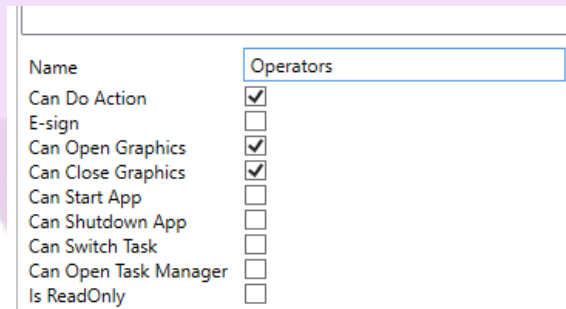 Name Operators
Can Do Action
E-sign
Can Open Graphics
Can Close Graphics
Can Start App
Can Shutdown App
Can Switch Task
Can Open Task Manager
Is ReadOnly